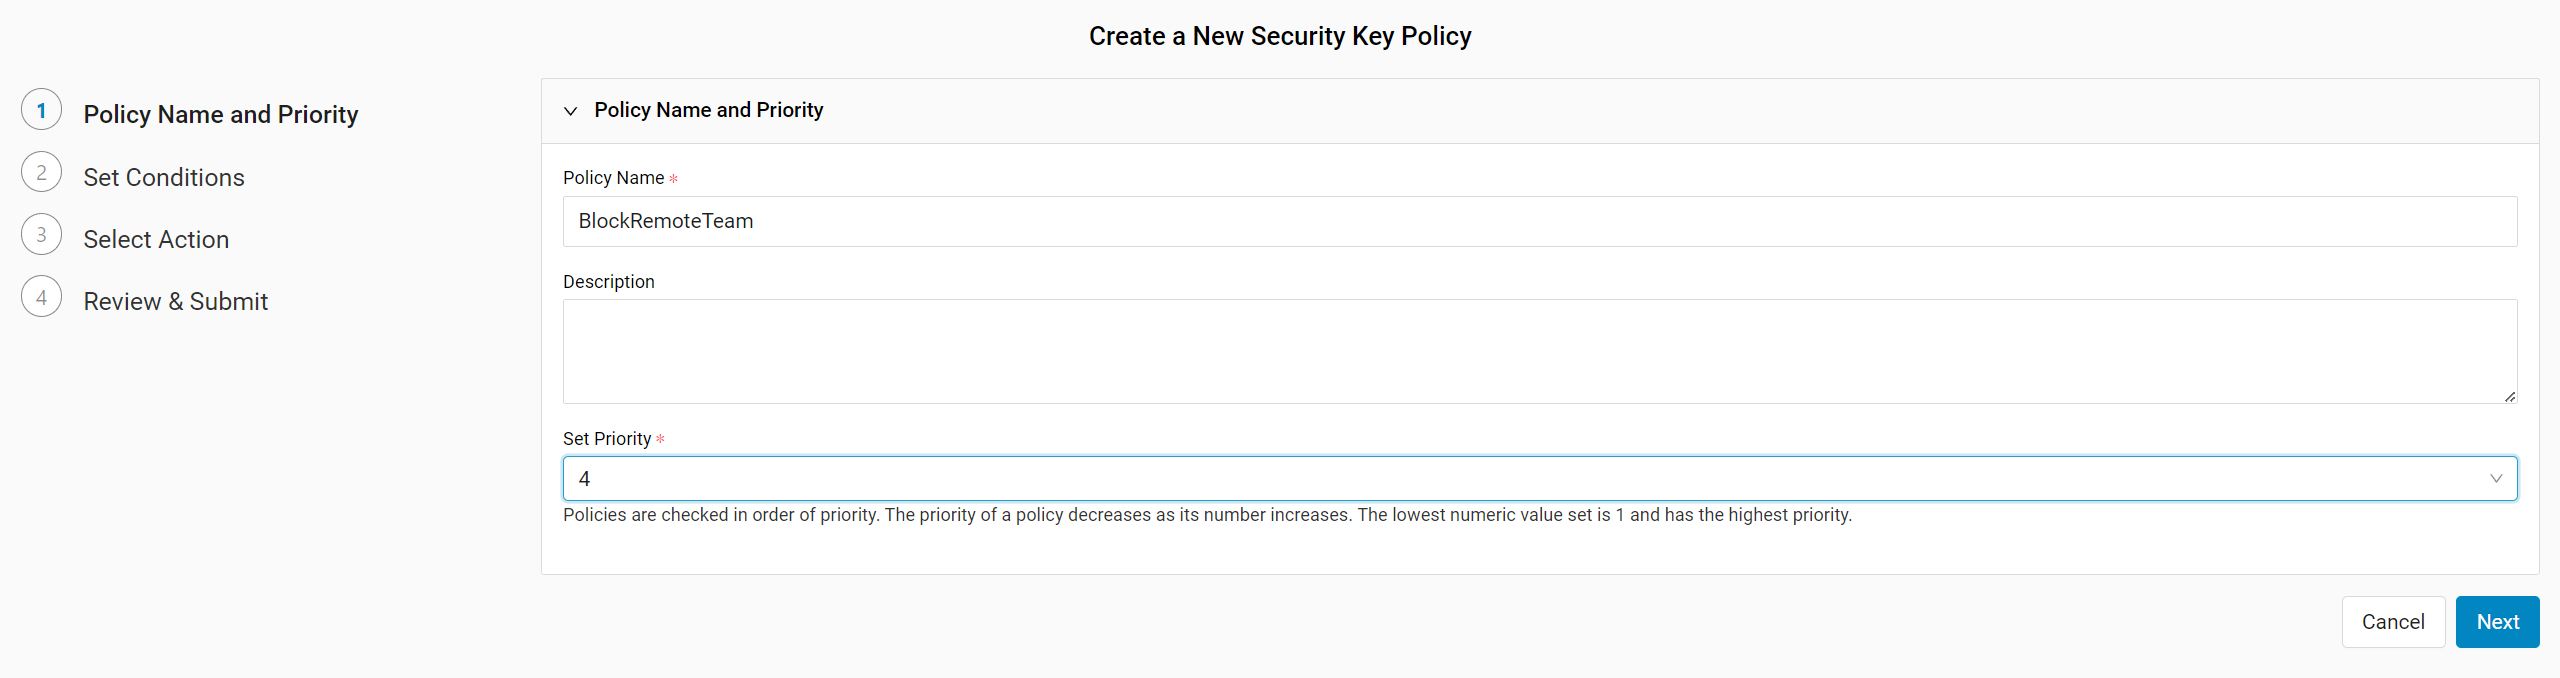 Create a New Security Key Policy
1 Policy Name and Priority
2 Set Conditions
3 Select Action
4 Review & Submit
Policy Name and Priority
Policy Name *
BlockRemoteTeam
Description
Set Priority *
4
Policies are checked in order of priority. The priority of a policy decreases as its number increases. The lowest numeric value set is 1 and has the highest priority.
Cancel Next